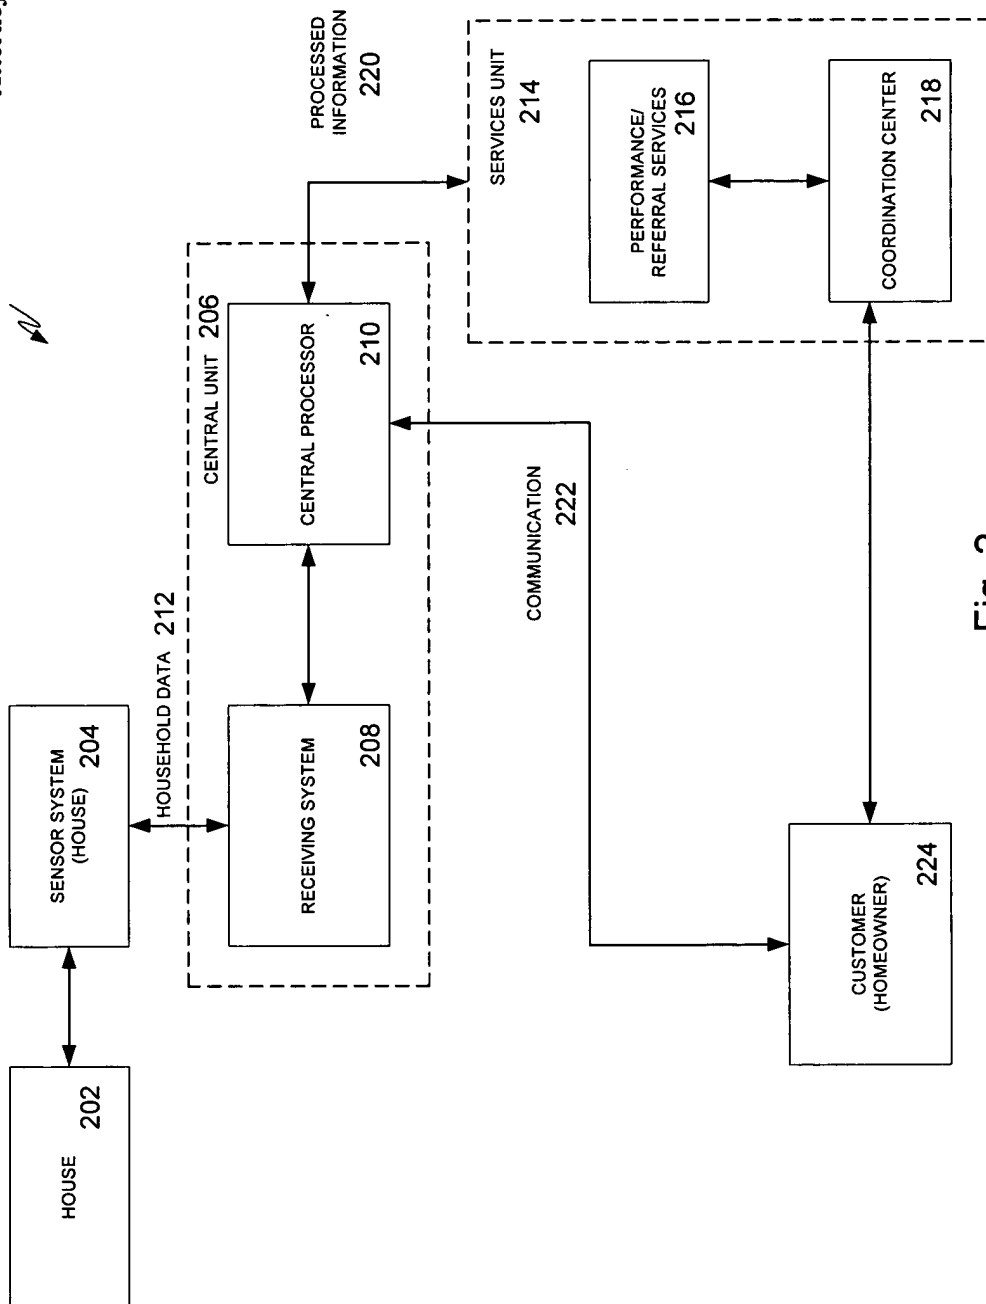 HOUSE
202
SENSOR SYSTEM
(HOUSE)
204
HOUSEHOLD DATA 212
CENTRAL UNIT 206
RECEIVING SYSTEM
208
CENTRAL PROCESSOR
210
PROCESSED
INFORMATION
220
SERVICES UNIT
214
PERFORMANCE/
REFERRAL SERVICES
216
COORDINATION CENTER
218
COMMUNICATION
222
CUSTOMER
(HOMEOWNER)
224
Fig.